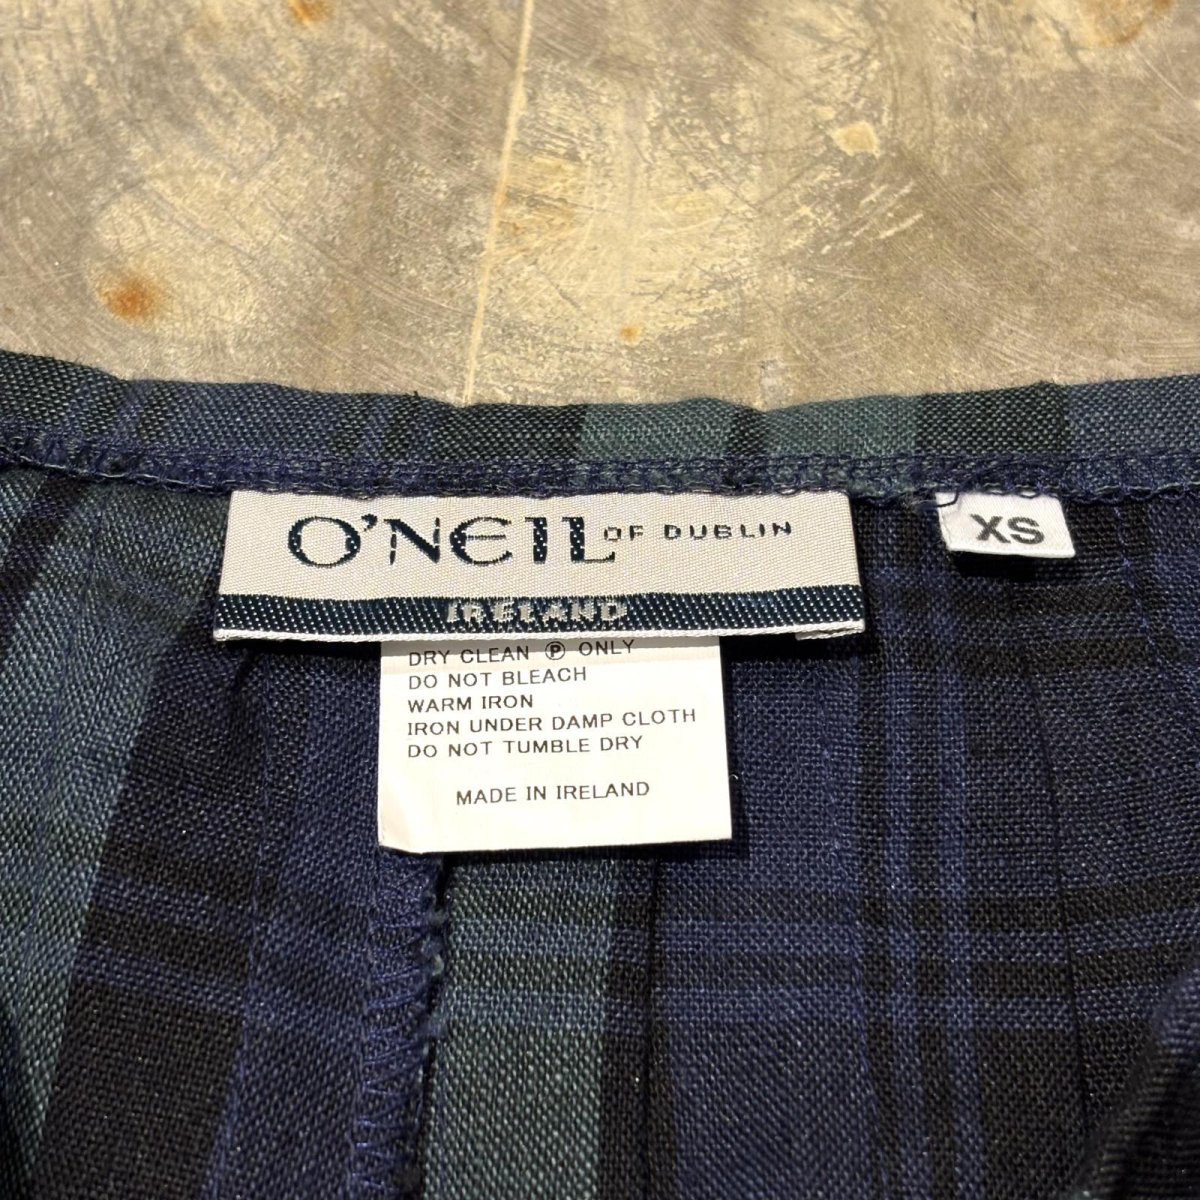 O'NEIL OF DUBLIN
IRELAND
XS
DRY CLEAN Ⓟ ONLY
DO NOT BLEACH
WARM IRON
IRON UNDER DAMP CLOTH
DO NOT TUMBLE DRY
MADE IN IRELAND